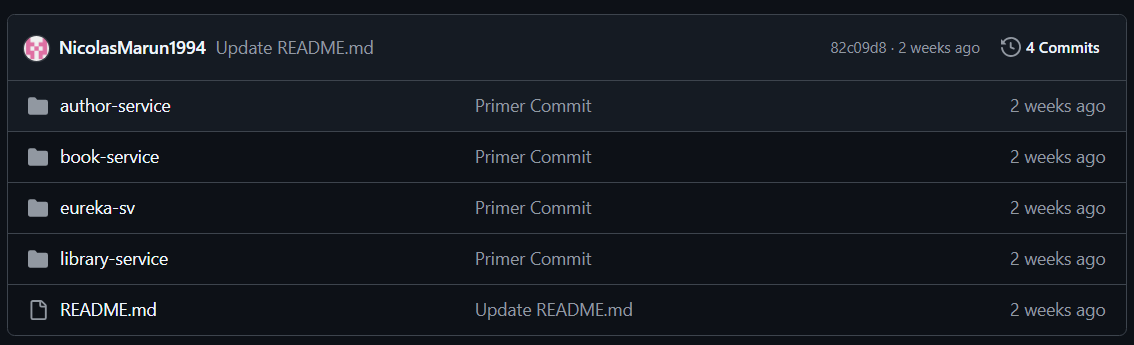 NicolasMarun1994 Update README.md 82c09d8 · 2 weeks ago 4 Commits
author-service Primer Commit 2 weeks ago
book-service Primer Commit 2 weeks ago
eureka-sv Primer Commit 2 weeks ago
library-service Primer Commit 2 weeks ago
README.md Update README.md 2 weeks ago